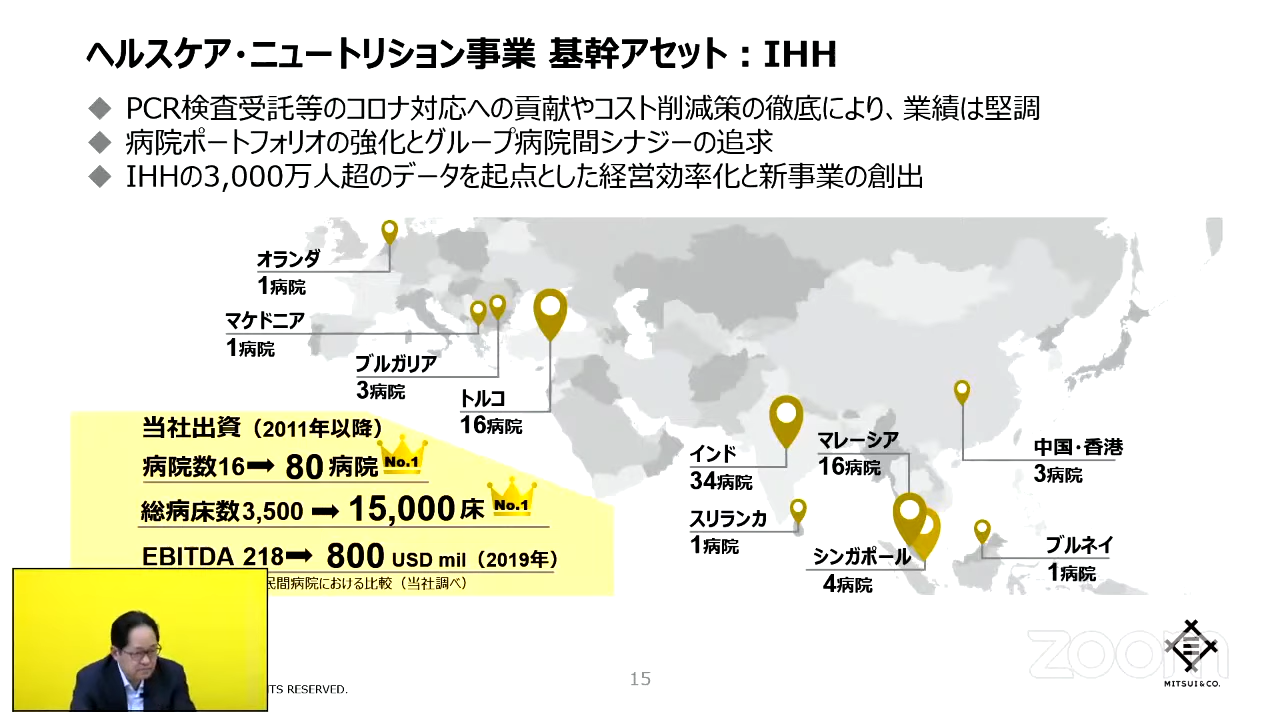 ヘルスケア・ニュートリション事業 基幹アセット：IHH
◆ PCR検査受託等のコロナ対応への貢献やコスト削減策の徹底により、業績は堅調
◆ 病院ポートフォリオの強化とグループ病院間シナジーの追求
◆ IHHの3,000万人超のデータを起点とした経営効率化と新事業の創出
オランダ
1病院
マケドニア
1病院
ブルガリア
3病院
トルコ
16病院
インド
34病院
スリランカ
1病院
マレーシア
16病院
シンガポール
4病院
中国・香港
3病院
ブルネイ
1病院
当社出資（2011年以降）
病院数16➡ 80 病院 No.1
総病床数3,500 ➡ 15,000 床 No.1
EBITDA 218➡ 800 USD mil（2019年）
民間病院における比較（当社調べ）
TS RESERVED.
15
zoom
MITSUI & CO.